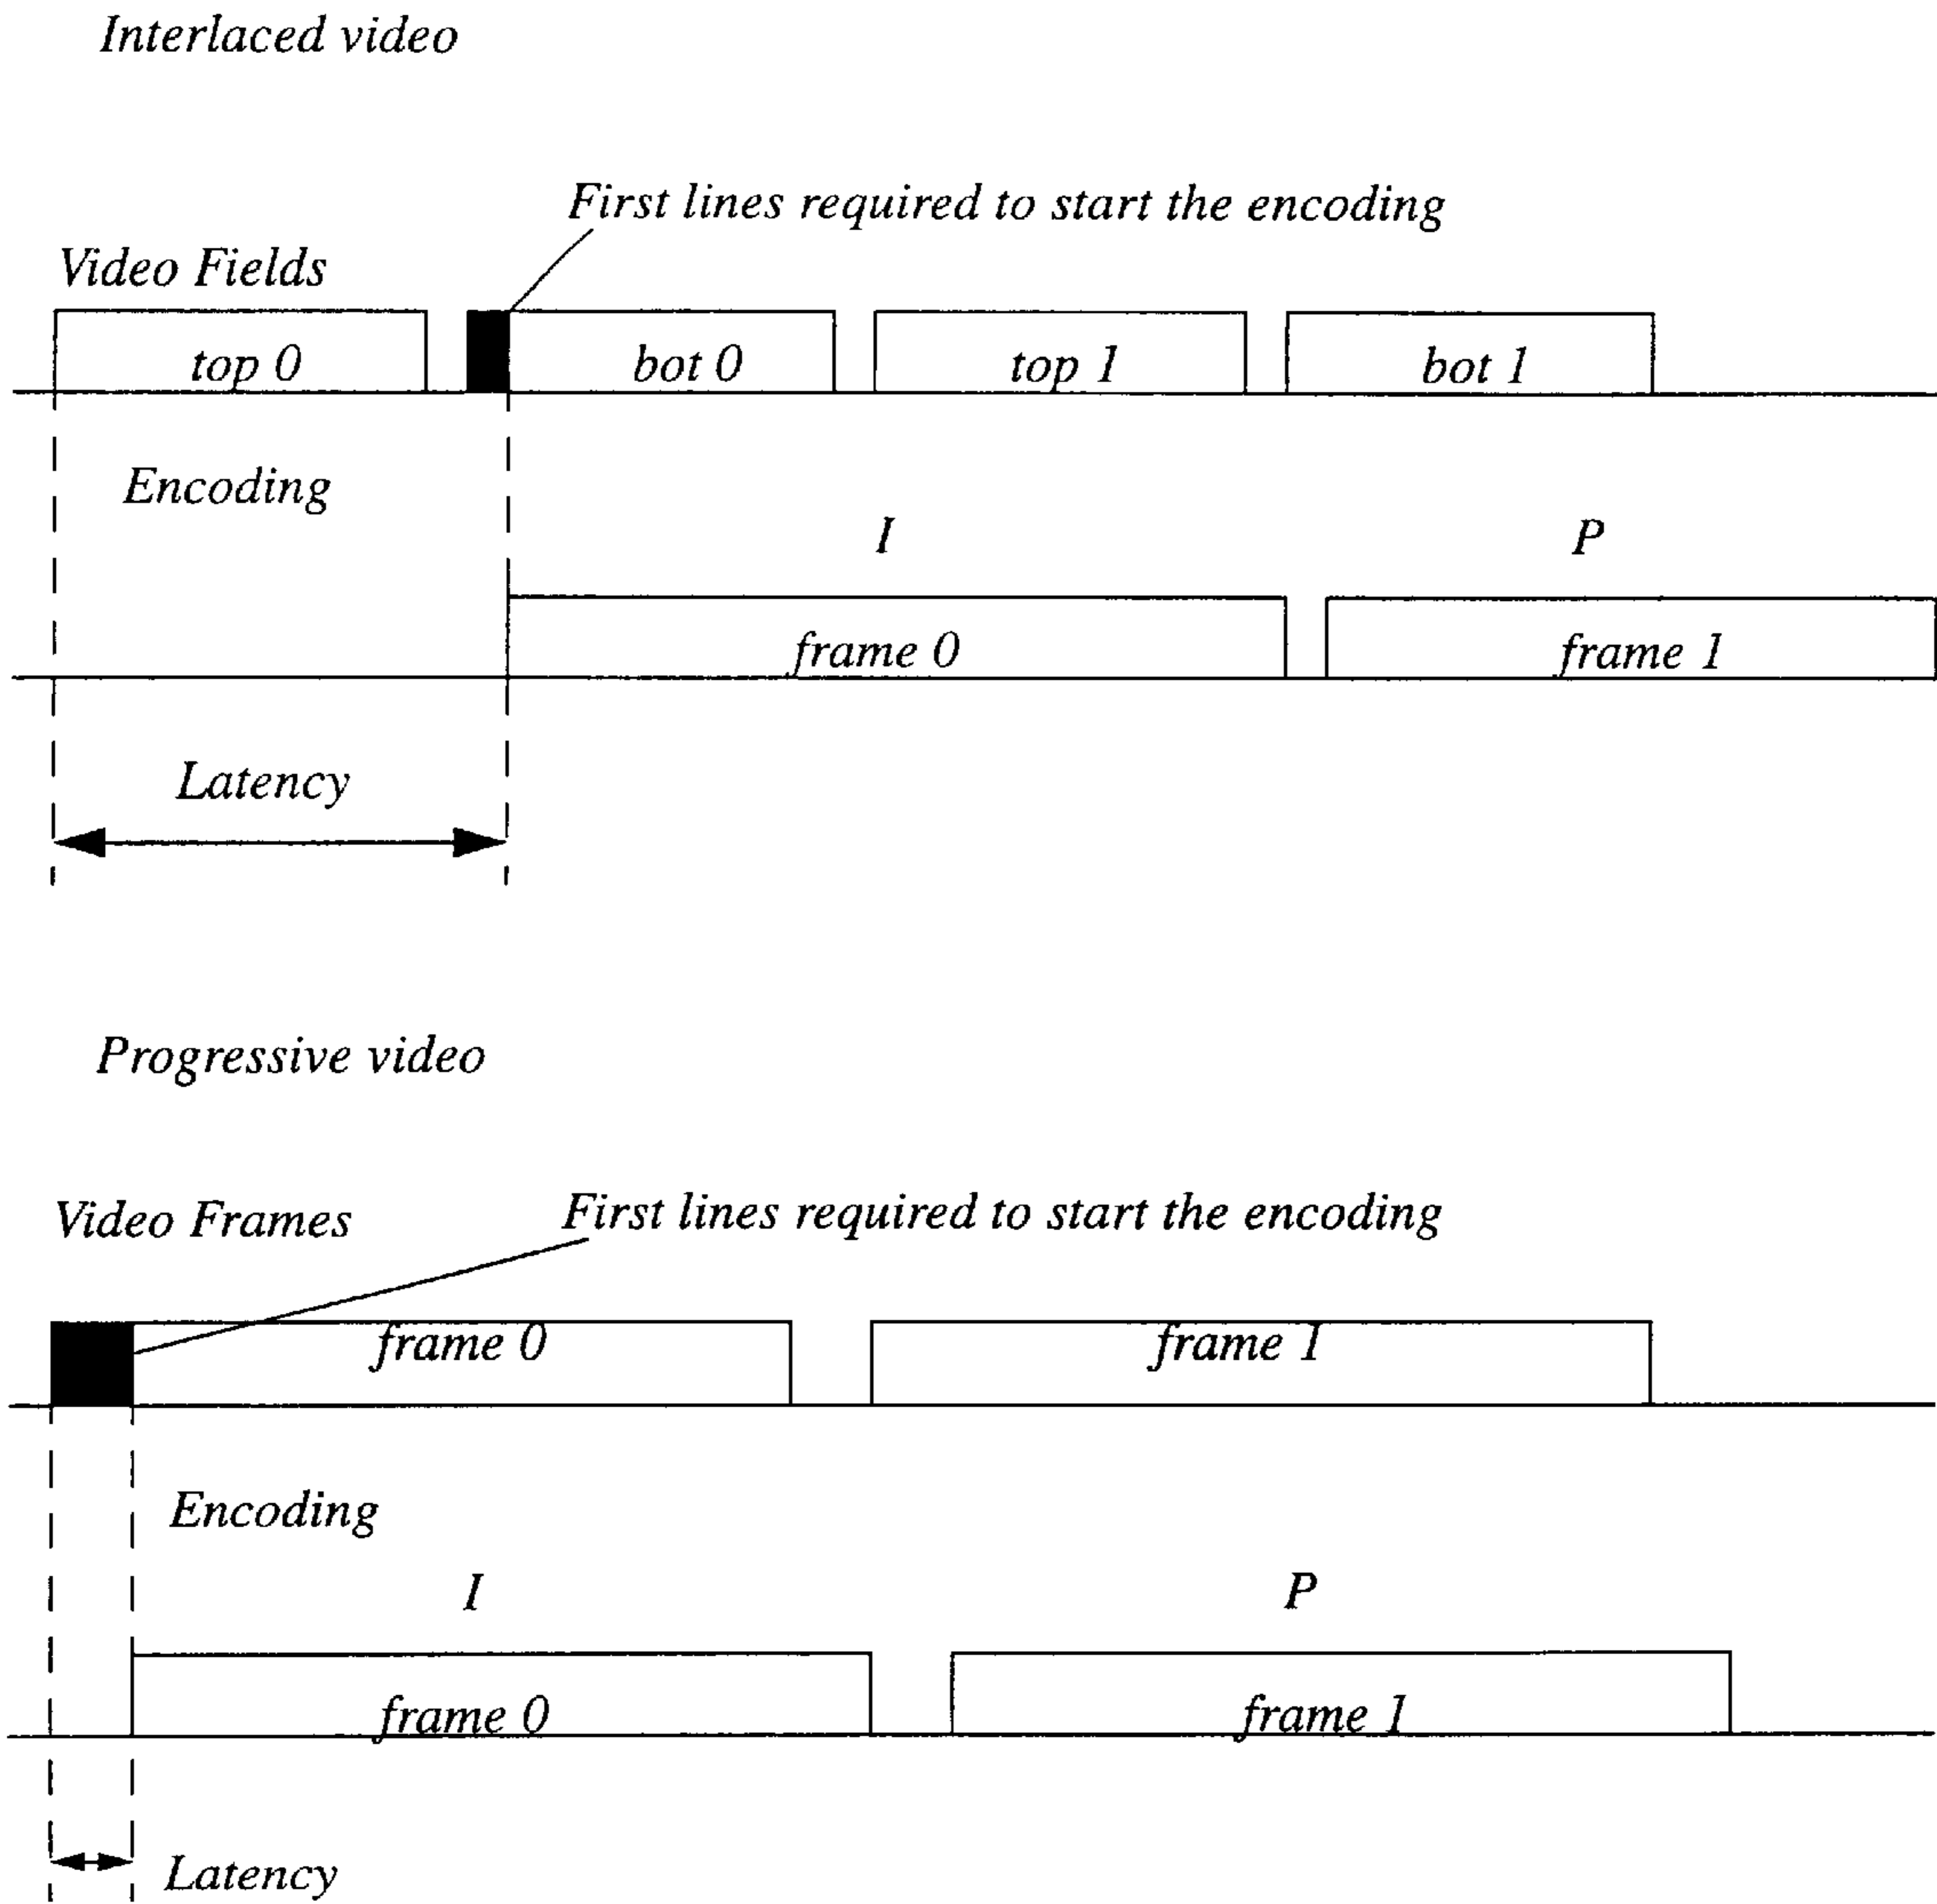 Interlaced video
First lines required to start the encoding
Video Fields
top 0 bot 0 top 1 bot 1
Encoding
I P
frame 0 frame 1
Latency
Progressive video
Video Frames First lines required to start the encoding
frame 0 frame 1
Encoding
I P
frame 0 frame 1
Latency